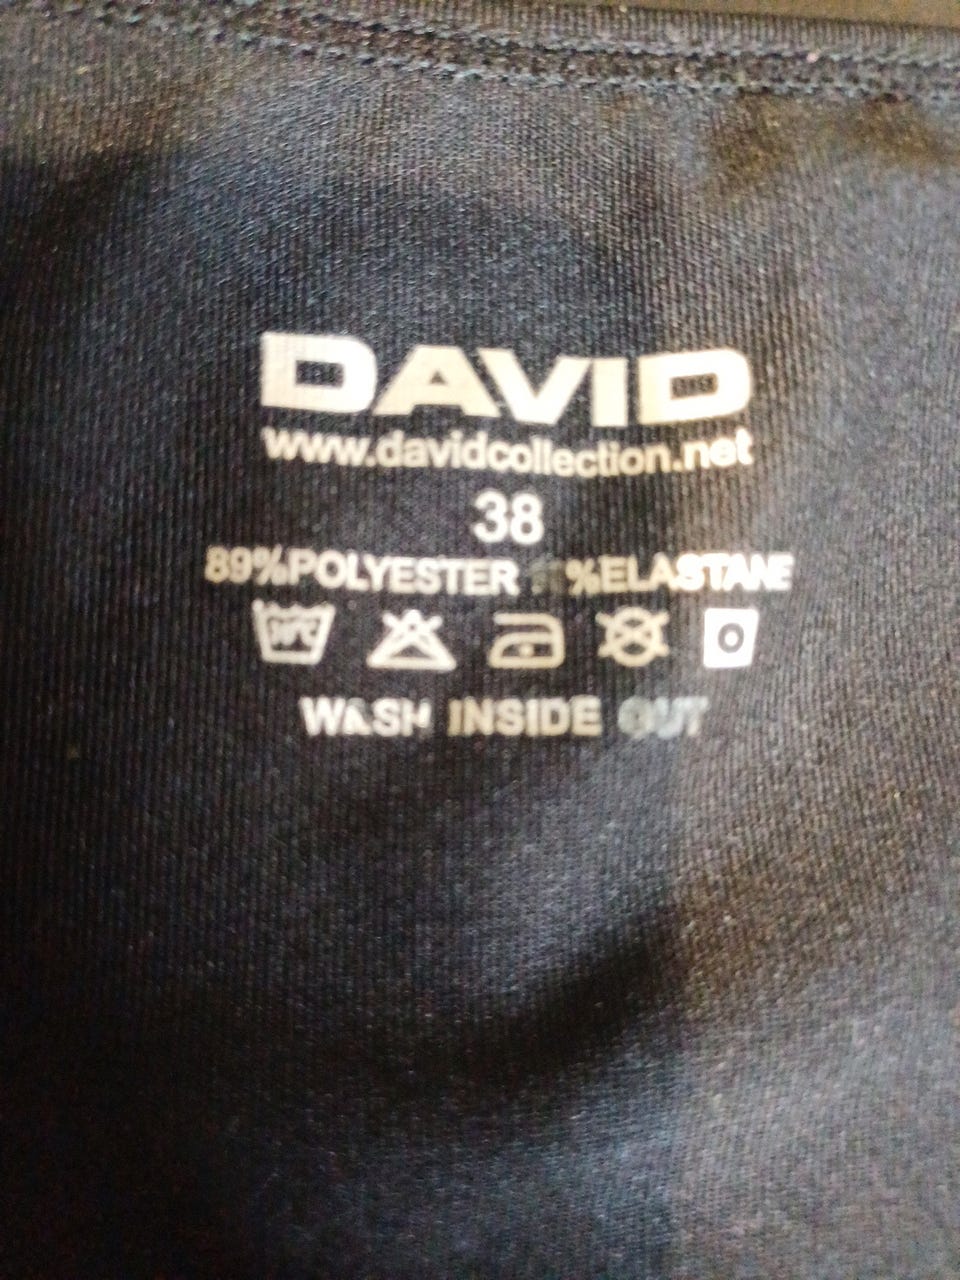 DAVID
www.davidcollection.net
38
89%POLYESTER %ELASTANE
WASH INSIDE OUT